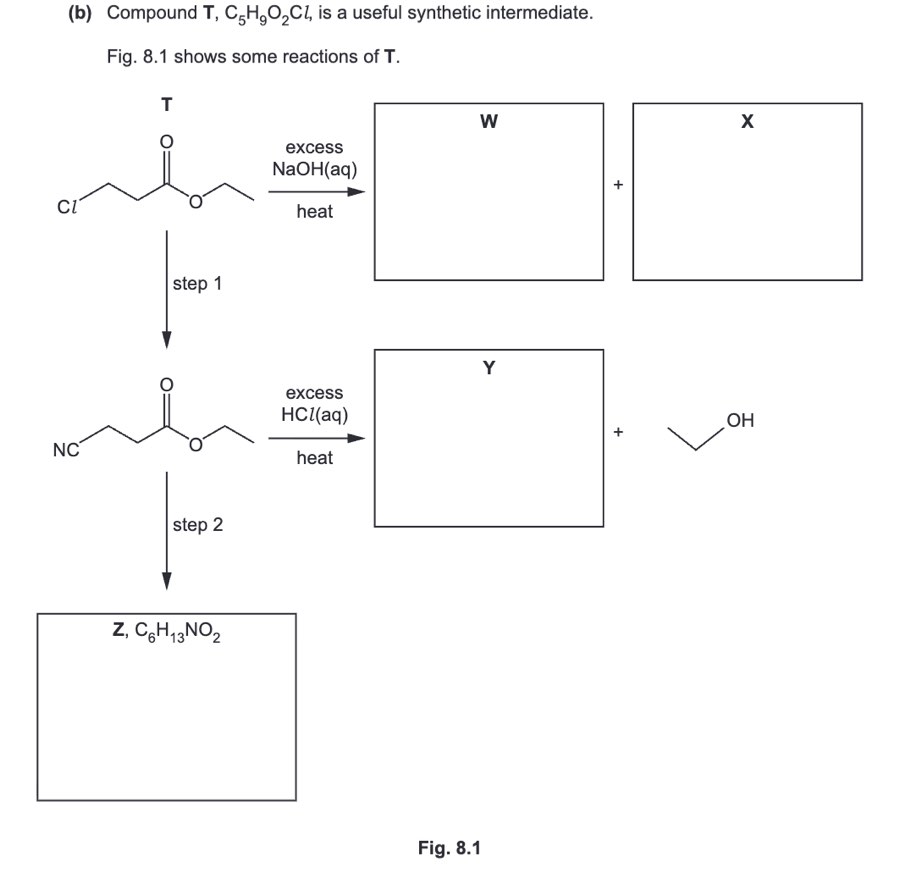 (b) Compound T, C₅H₉O₂Cl, is a useful synthetic intermediate.
Fig. 8.1 shows some reactions of T.
T
O
Cl
O
excess
NaOH(aq)
heat
W
+
X
step 1
O
NC
O
excess
HCl(aq)
heat
Y
+
OH
step 2
Z, C₆H₁₃NO₂
Fig. 8.1